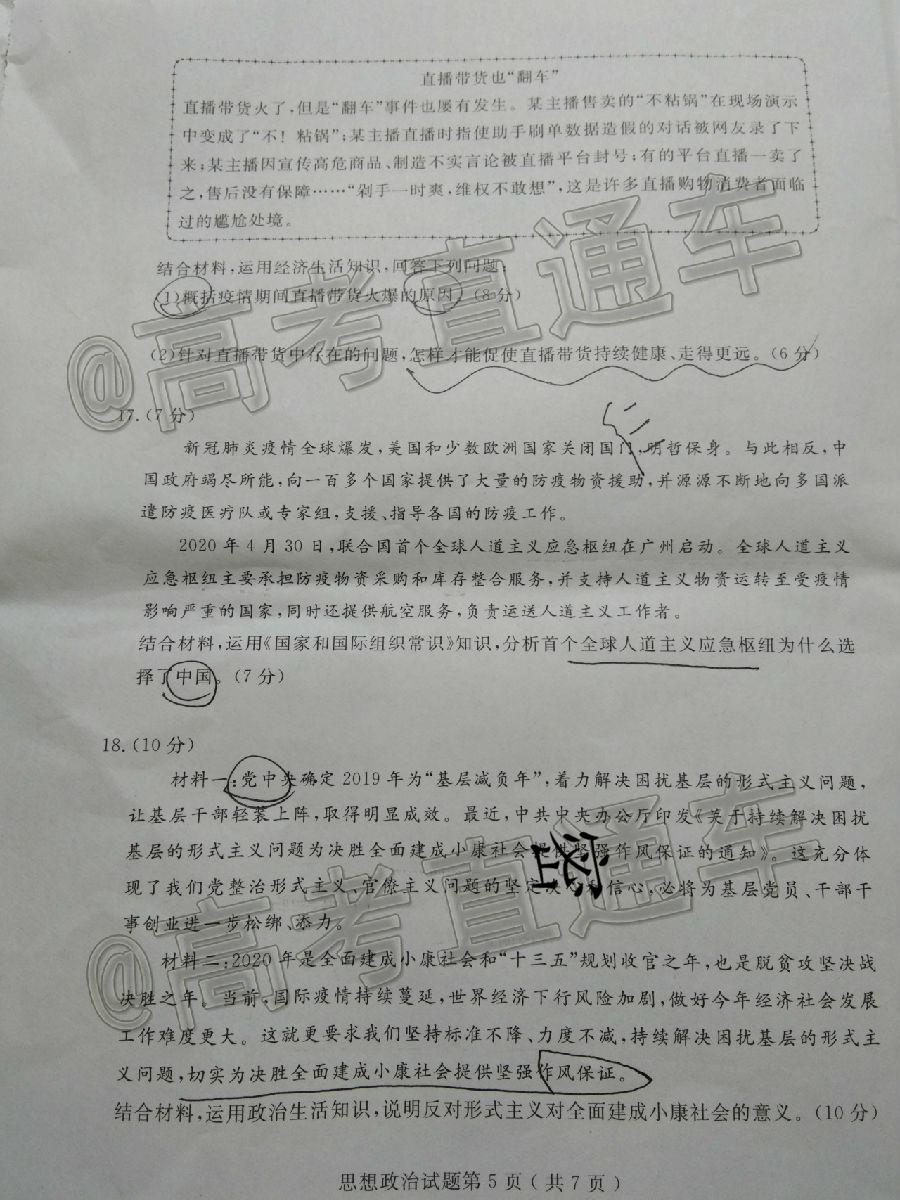 直播带货也“翻车”
直播带货火了,但是“翻车”事件也屡有发生。某主播售卖的“不粘锅”在现场演示
中变成了“不！粘锅”;某主播直播时指使助手刷单数据造假的对话被网友录了下
来;某主播因宣传高危商品、制造不实言论被直播平台封号;有的平台直播一卖了
之,售后没有保障……“剁手一时爽,维权不敢想”,这是许多直播购物消费者面临
过的尴尬处境。
结合材料,运用经济生活知识,回答下列问题:
(1)概括疫情期间直播带货火爆的原因。(8分)
(2)针对直播带货中存在的问题,怎样才能促使直播带货持续健康、走得更远。(6分)
17.(7分)
新冠肺炎疫情全球爆发,美国和少数欧洲国家关闭国门,明哲保身。与此相反,中
国政府竭尽所能,向一百多个国家提供了大量的防疫物资援助,并源源不断地向多国派
遣防疫医疗队或专家组,支援、指导各国的防疫工作。
2020年4月30日,联合国首个全球人道主义应急枢纽在广州启动。全球人道主义
应急枢纽主要承担防疫物资采购和库存整合服务,并支持人道主义物资运转至受疫情
影响严重的国家,同时还提供航空服务,负责运送人道主义工作者。
结合材料,运用《国家和国际组织常识》知识,分析首个全球人道主义应急枢纽为什么选
择了中国。(7分)
18.(10分)
材料一:党中央确定2019年为“基层减负年”,着力解决困扰基层的形式主义问题,
让基层干部轻装上阵,取得明显成效。最近,中共中央办公厅印发《关于持续解决困扰
基层的形式主义问题为决胜全面建成小康社会提供坚强作风保证的通知》。这充分体
现了我们党整治形式主义、官僚主义问题的坚定决心和信心,必将为基层党员、干部干
事创业进一步松绑、添力。
材料二:2020年是全面建成小康社会和“十三五”规划收官之年,也是脱贫攻坚决战
决胜之年。当前,国际疫情持续蔓延,世界经济下行风险加剧,做好今年经济社会发展
工作难度更大。这就更要求我们坚持标准不降、力度不减,持续解决困扰基层的形式主
义问题,切实为决胜全面建成小康社会提供坚强作风保证。
结合材料,运用政治生活知识,说明反对形式主义对全面建成小康社会的意义。(10分)
思想政治试题第5页(共7页)
@高考直通车
@高考直通车
密